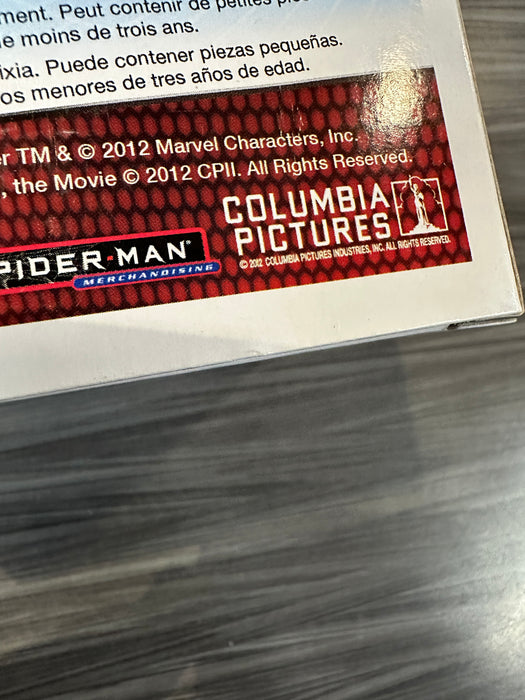 ment. Peut contenir de petites
e moins de trois ans.
ixia. Puede contener piezas pequeñas.
os menores de tres años de edad.
r TM & © 2012 Marvel Characters, Inc.
, the Movie © 2012 CPII. All Rights Reserved.
COLUMBIA
PICTURES
© 2012 COLUMBIA PICTURES INDUSTRIES, INC. ALL RIGHTS RESERVED.
PIDER-MAN
MERCHANDISING